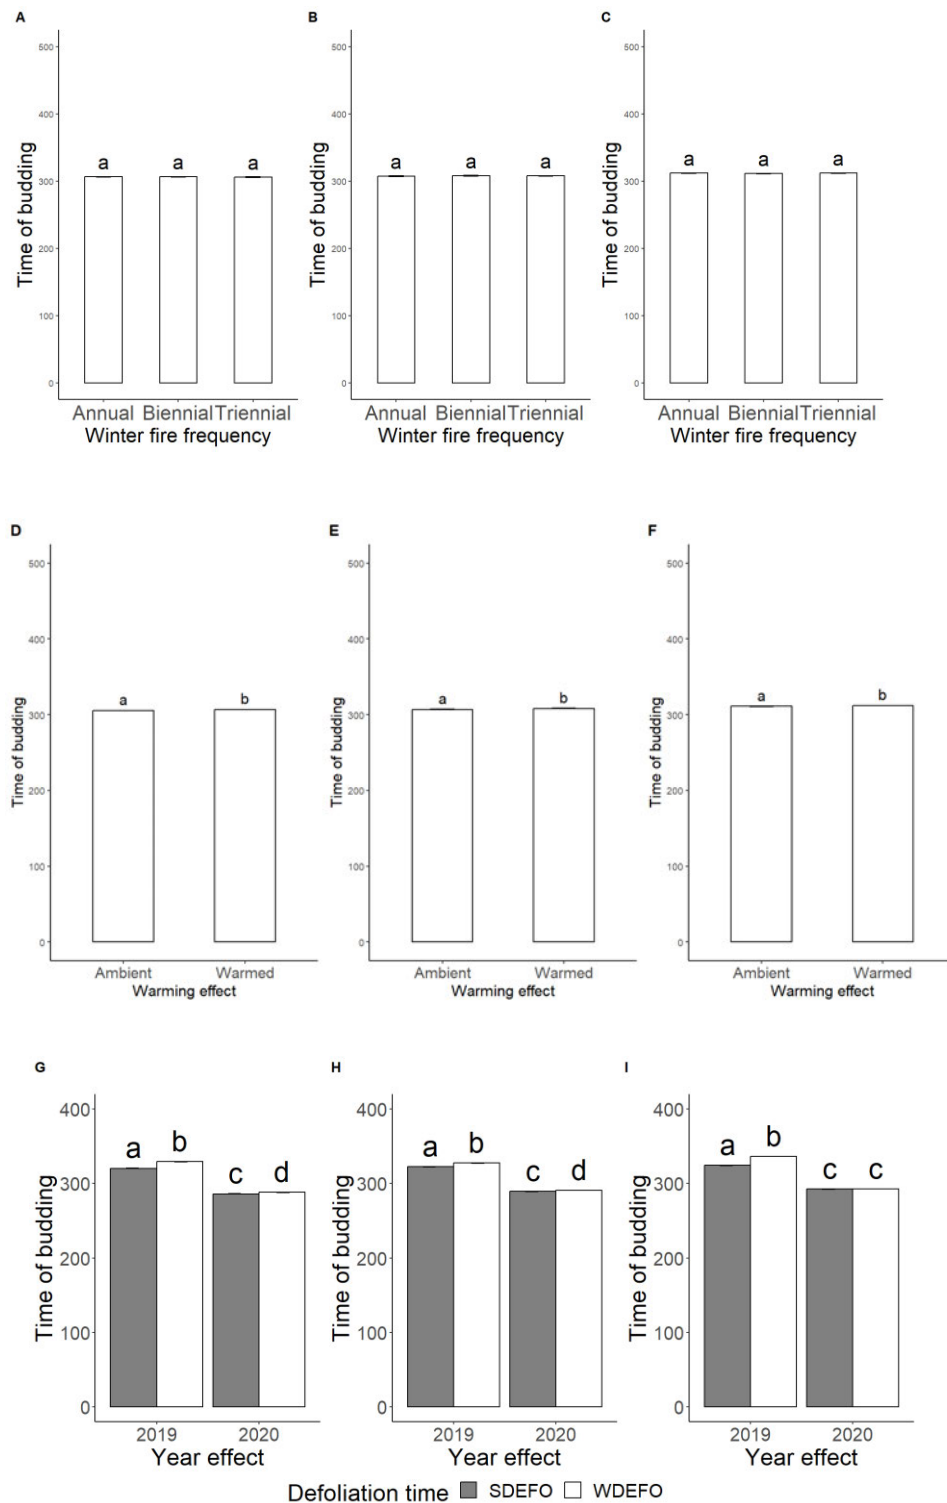 A B C
500 500 500
a a a a a a a a a
400 400 400
300 300 300
200 200 200
100 100 100
0 0 0
Time of budding Time of budding Time of budding
Annual Biennial Triennial Annual Biennial Triennial Annual Biennial Triennial
Winter fire frequency Winter fire frequency Winter fire frequency
D E F
500 500 500
400 400 400
a b a b a b
300 300 300
200 200 200
100 100 100
0 0 0
Time of budding Time of budding Time of budding
Ambient Warmed Ambient Warmed Ambient Warmed
Warming effect Warming effect Warming effect
G H I
400 400 400
a b c d a b c d a b c c
300 300 300
200 200 200
100 100 100
0 0 0
Time of budding Time of budding Time of budding
2019 2020 2019 2020 2019 2020
Year effect Year effect Year effect
Defoliation time SDEFO WDEFO